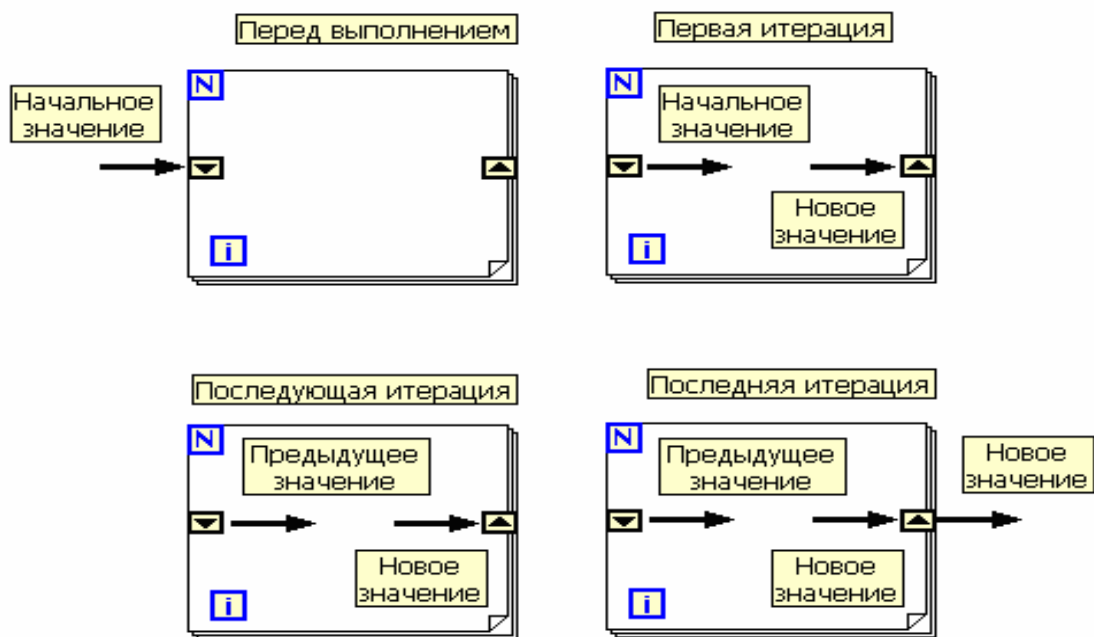 Перед выполнением
N
Начальное
значение
i
Первая итерация
N
Начальное
значение
Новое
значение
i
Последующая итерация
N
Предыдущее
значение
Новое
значение
i
Последняя итерация
N
Предыдущее
значение
Новое
значение
Новое
значение
i